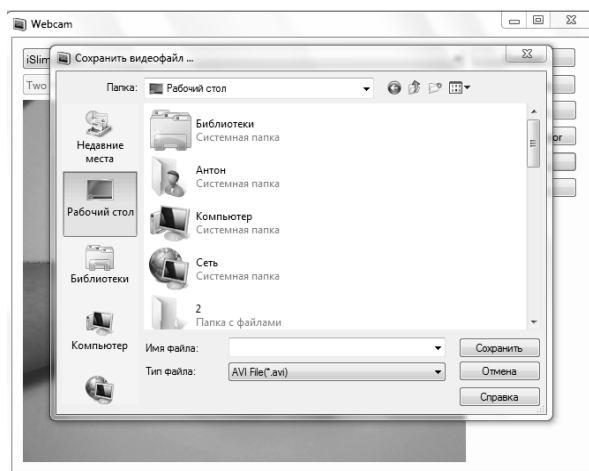 Webcam
iSlim
Two
or
Сохранить видеофайл ...
Папка:
Рабочий стол
Недавние
места
Рабочий стол
Библиотеки
Компьютер
Библиотеки
Системная папка
Антон
Системная папка
Компьютер
Системная папка
Сеть
Системная папка
2
Папка с файлами
Имя файла:
Сохранить
Тип файла:
AVI File(*.avi)
Отмена
Справка